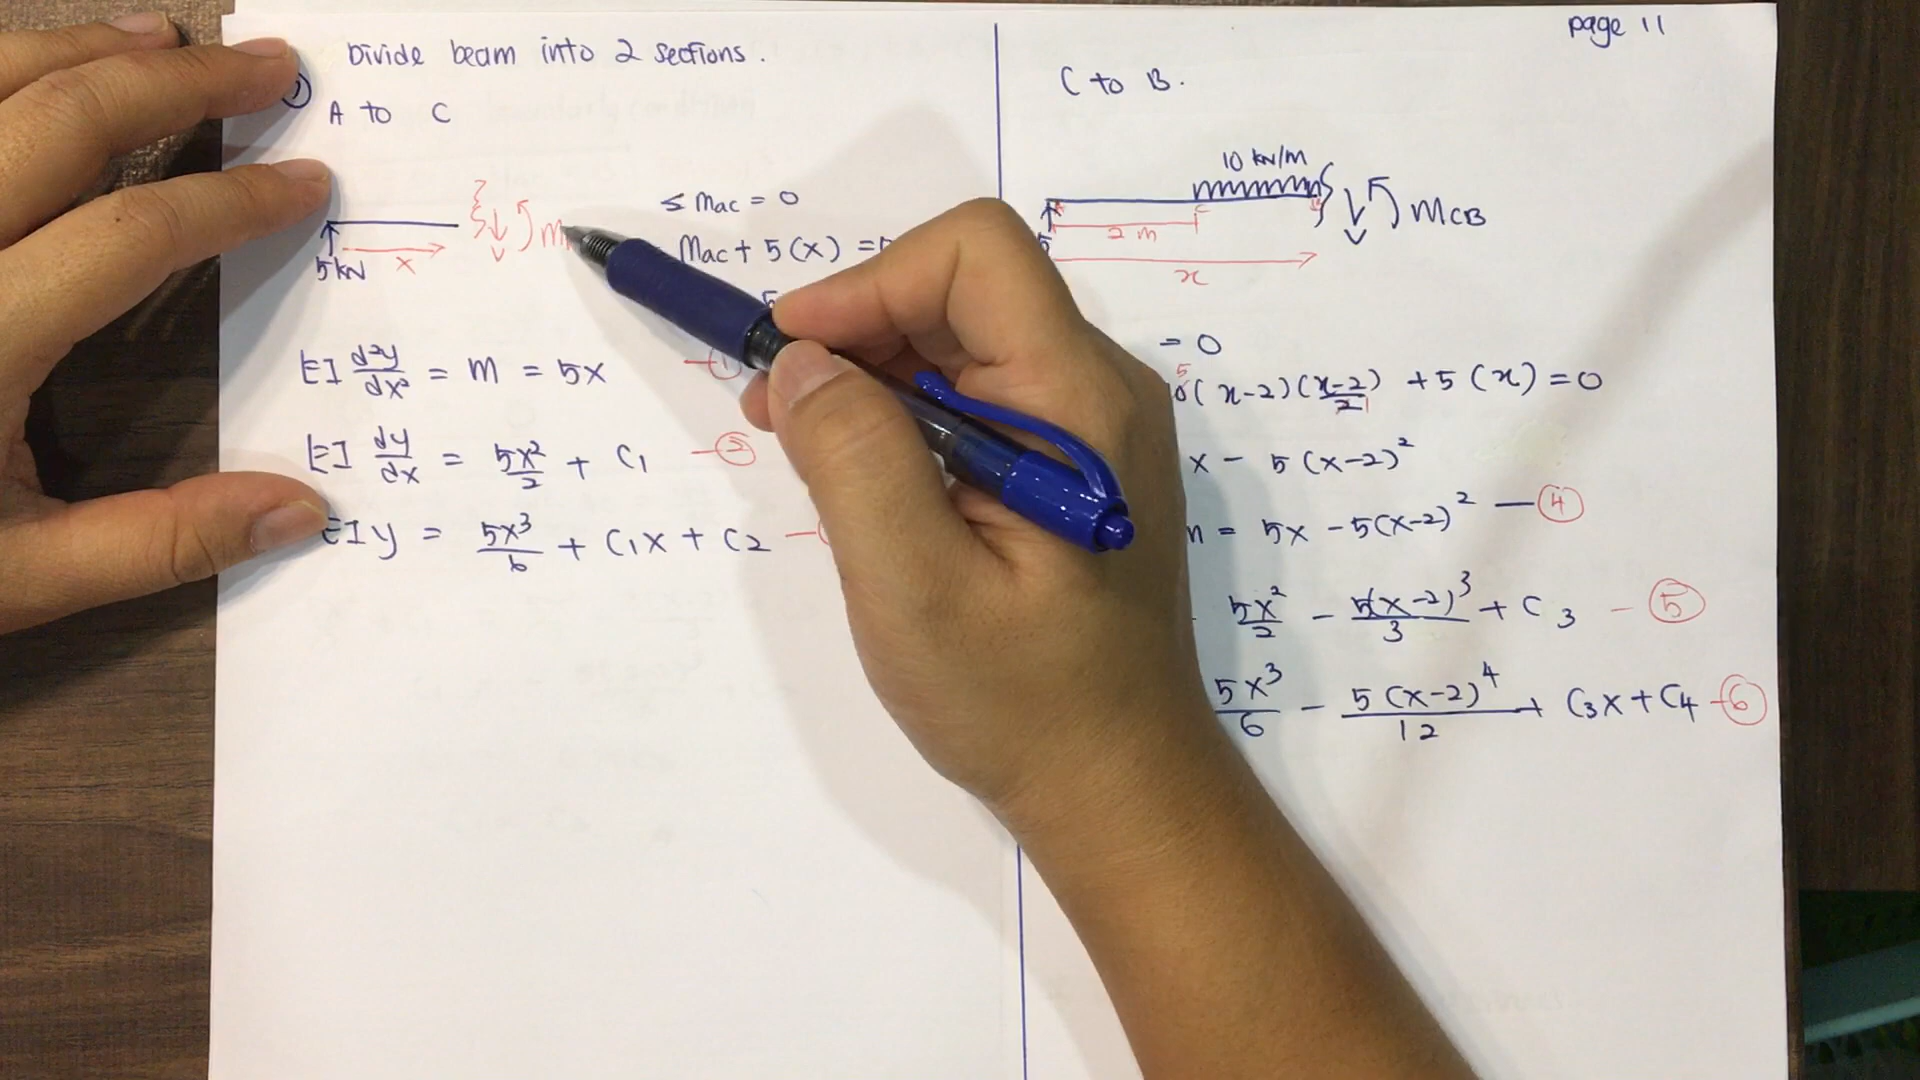 page 11
Divide beam into 2 sections.
1
A to C
5kN
x
V
≤ Mac = 0
Mac + 5(x) =
EI d²y/dx² = M = 5x
EI dy/dx = 5x²/2 + C1 -②
EIy = 5x³/6 + C1x + C2 -
C to B.
10 kN/m
2 m
x
V
MCB
= 0
5
(x-2)(x-2)/2 + 5(x) = 0
x - 5(x-2)²
= 5x - 5(x-2)² -④
5x²/2 - 5(x-2)³/3 + C3 -⑤
5x³/6 - 5(x-2)⁴/12 + C3x + C4 -⑥